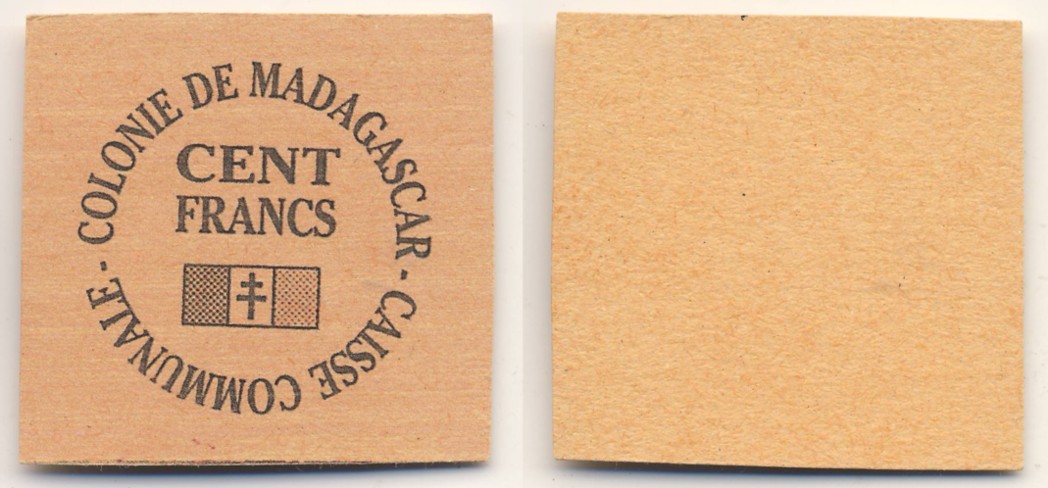 COLONIE DE MADAGASCAR - CAISSE COMMUNALE -
CENT
FRANCS